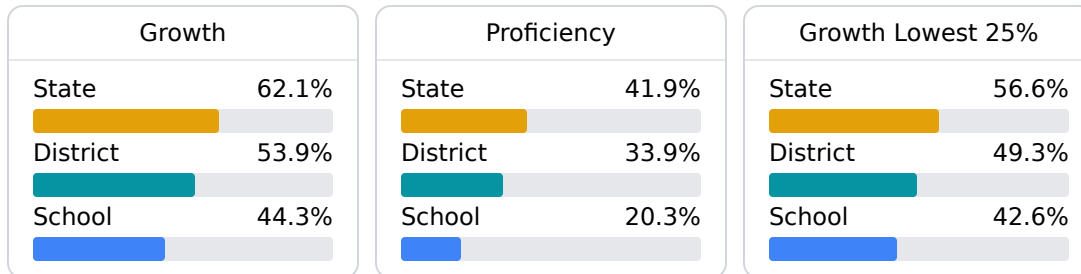 Growth
State 62.1%
District 53.9%
School 44.3%
Proficiency
State 41.9%
District 33.9%
School 20.3%
Growth Lowest 25%
State 56.6%
District 49.3%
School 42.6%